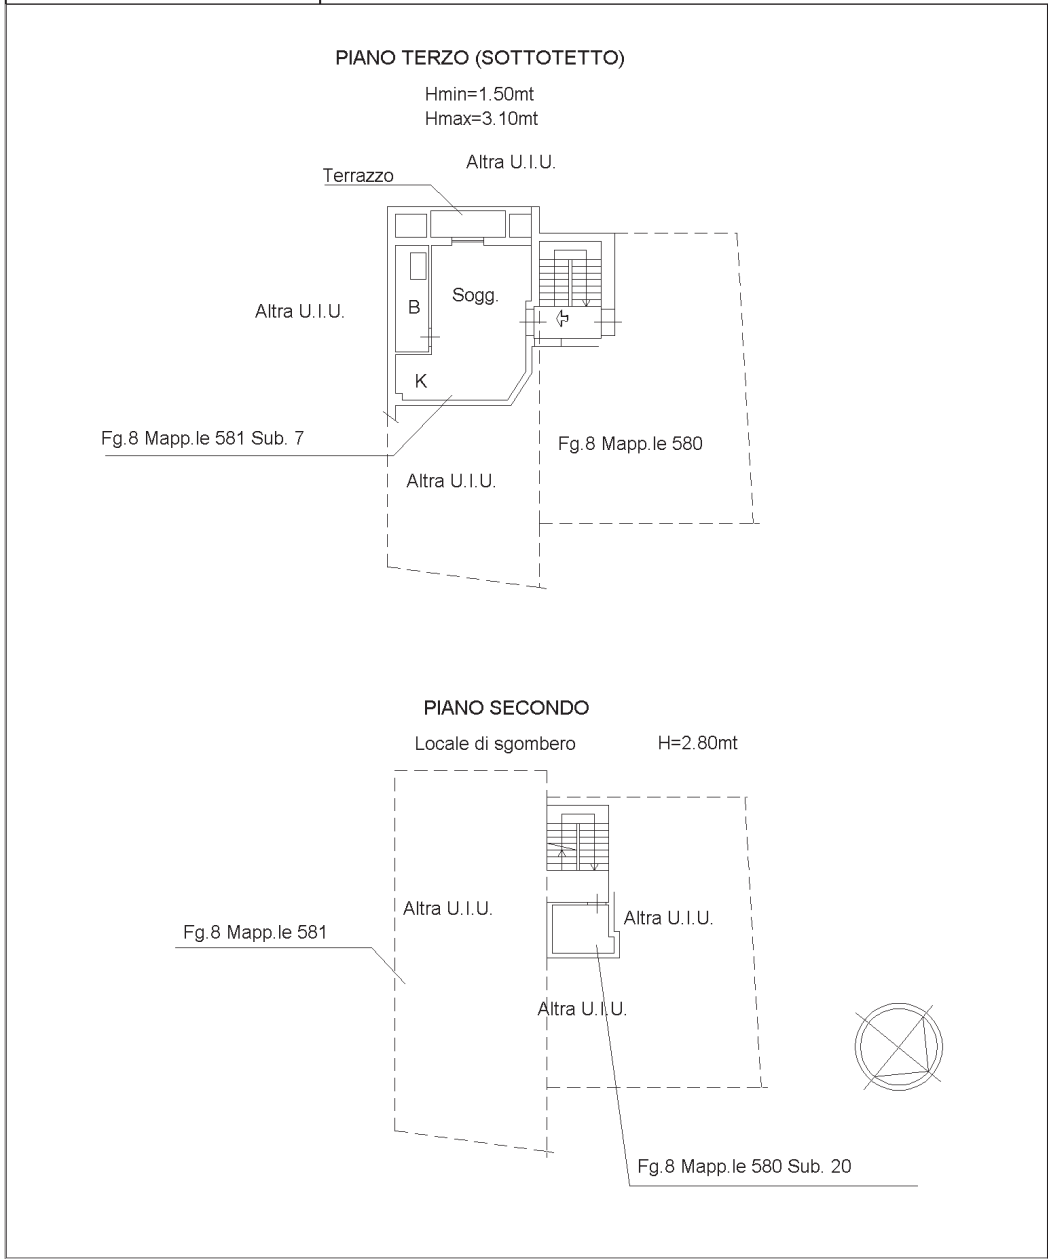 PIANO TERZO (SOTTOTETTO)
Hmin=1.50mt
Hmax=3.10mt
Altra U.I.U.
Terrazzo
Altra U.I.U.
B
Sogg.
K
Fg.8 Mapp.le 581 Sub. 7
Fg.8 Mapp.le 580
Altra U.I.U.
PIANO SECONDO
Locale di sgombero
H=2.80mt
Altra U.I.U.
Altra U.I.U.
Fg.8 Mapp.le 581
Altra U.I.U.
Fg.8 Mapp.le 580 Sub. 20